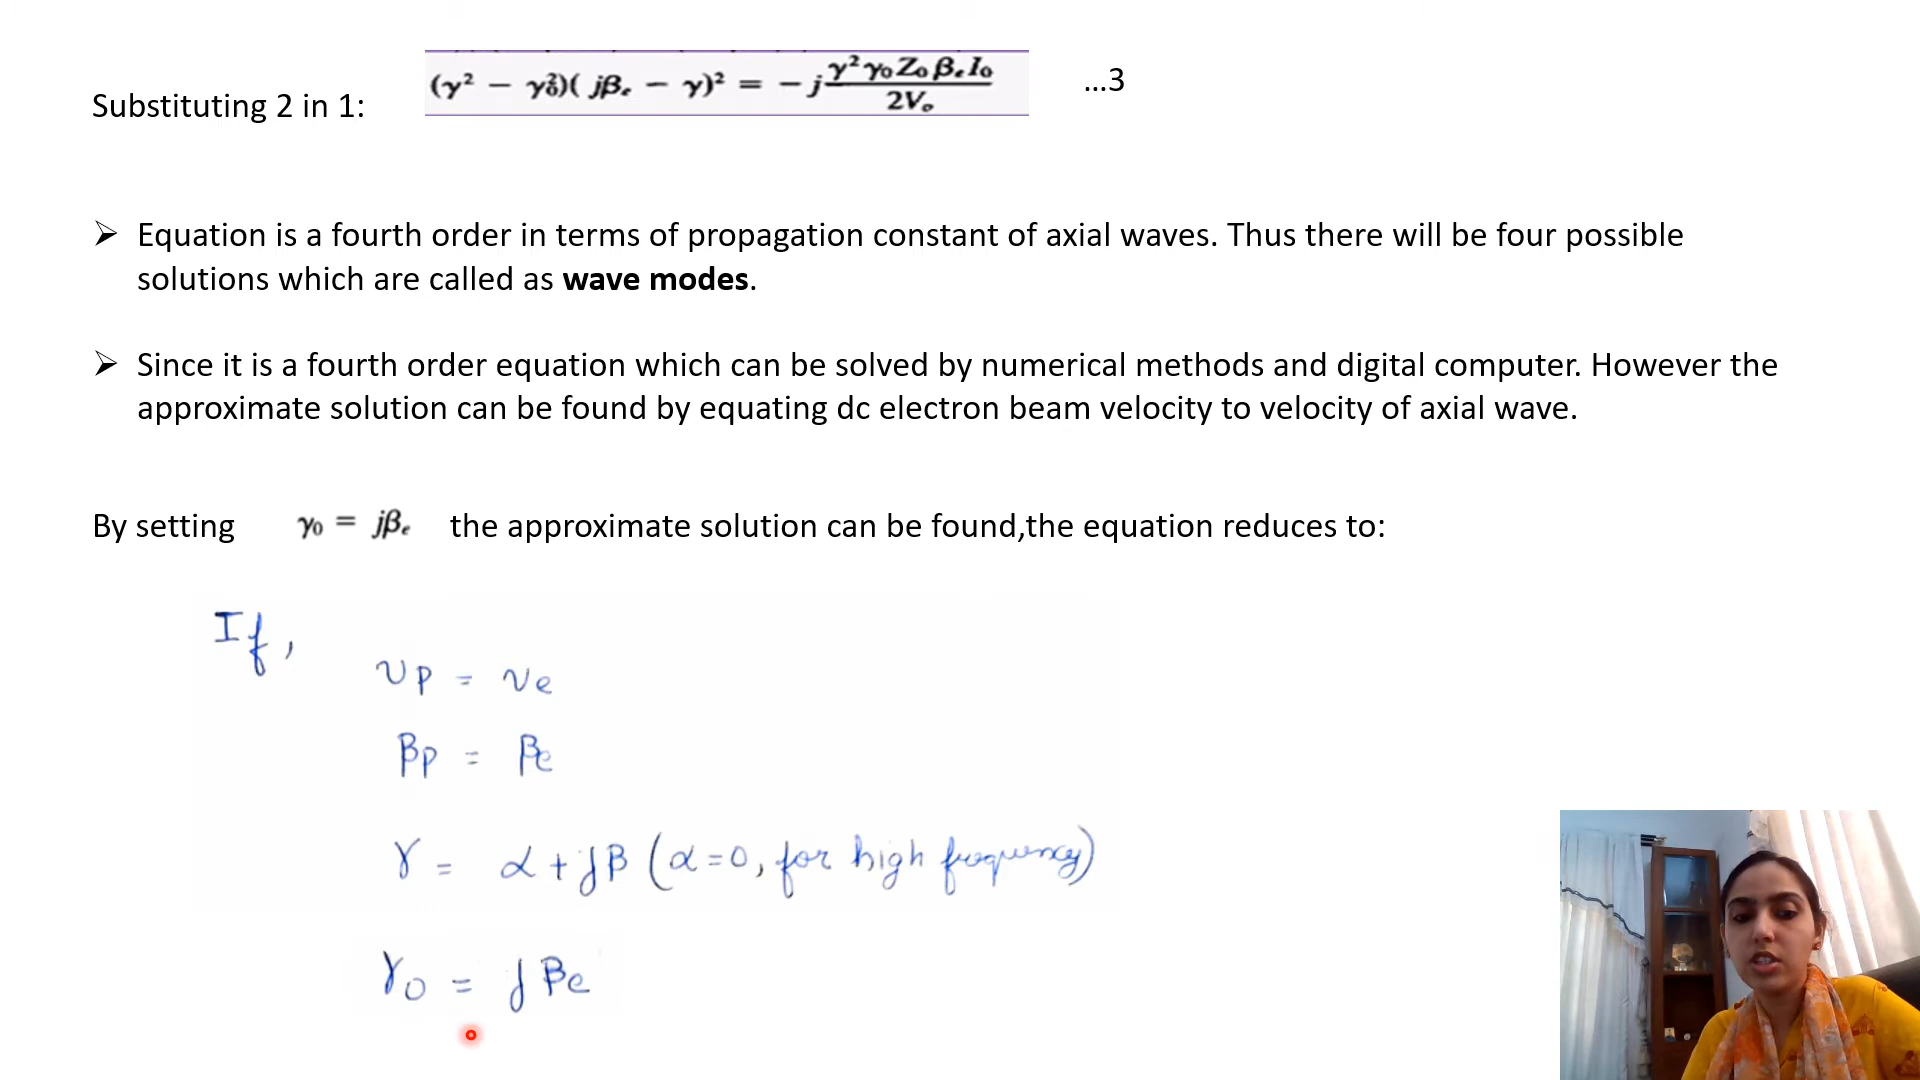 Substituting 2 in 1: (γ² − γ₀²)( jβₑ − γ)² = −j γ²γ₀Z₀βₑI₀ / 2V₀ ...3
➢ Equation is a fourth order in terms of propagation constant of axial waves. Thus there will be four possible
solutions which are called as wave modes.
➢ Since it is a fourth order equation which can be solved by numerical methods and digital computer. However the
approximate solution can be found by equating dc electron beam velocity to velocity of axial wave.
By setting γ₀ = jβₑ the approximate solution can be found,the equation reduces to:
If,
υp = νe
βp = βe
γ = α + jβ (α=0, for high frequency)
γ₀ = jβe